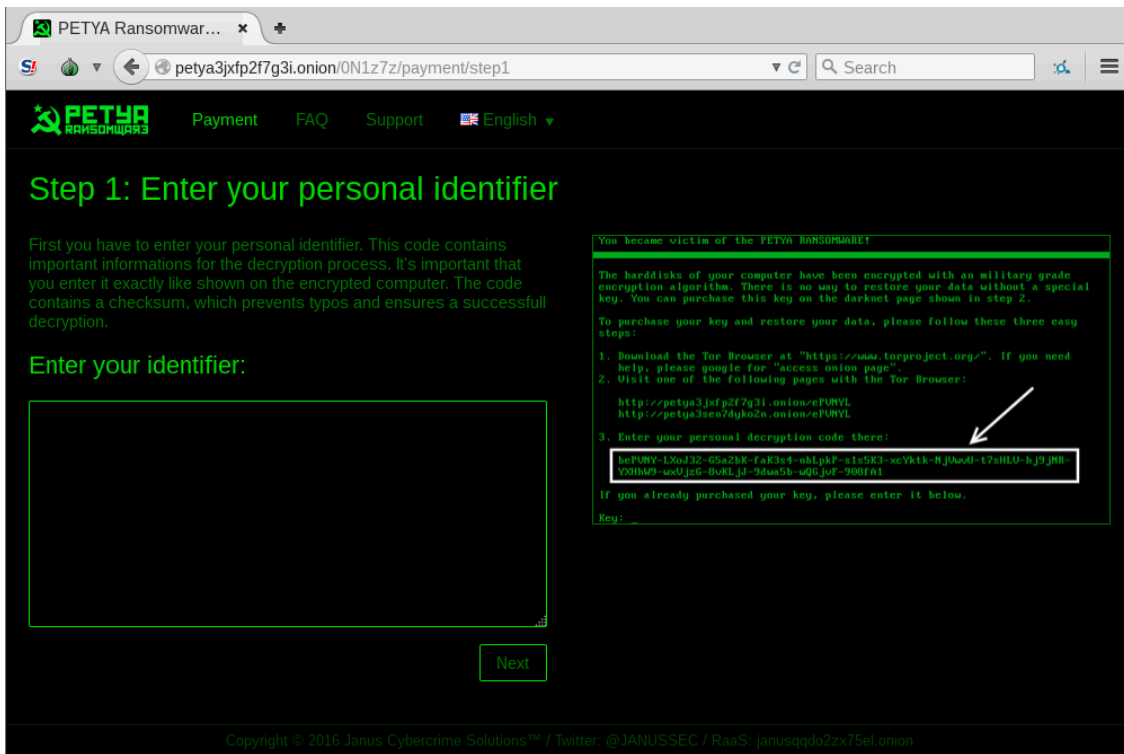 PETYA Ransomwar...
petya3jxfp2f7g3i.onion/0N1z7z/payment/step1
Search
PETYA
RANSOMWARE
Payment FAQ Support English
Step 1: Enter your personal identifier
First you have to enter your personal identifier. This code contains
important informations for the decryption process. It's important that
you enter it exactly like shown on the encrypted computer. The code
contains a checksum, which prevents typos and ensures a successfull
decryption.
Enter your identifier:
Next
You became victim of the PETYA RANSOMWARE!
The harddisks of your computer have been encrypted with an military grade
encryption algorithm. There is no way to restore your data without a special
key. You can purchase this key on the darknet page shown in step 2.
To purchase your key and restore your data, please follow these three easy
steps:
1. Download the Tor Browser at "https://www.torproject.org/". If you need
help, please google for "access onion page".
2. Visit one of the following pages with the Tor Browser:
http://petya3jxfp2f7g3i.onion/ePVNYL
http://petya3sen7dyko2n.onion/ePVNYL
3. Enter your personal decryption code there:
If you already purchased your key, please enter it below.
Key: _
Copyright © 2016 Janus Cybercrime Solutions™ / Twitter: @JANUSSEC / RaaS: janusqqdo2zx75el.onion